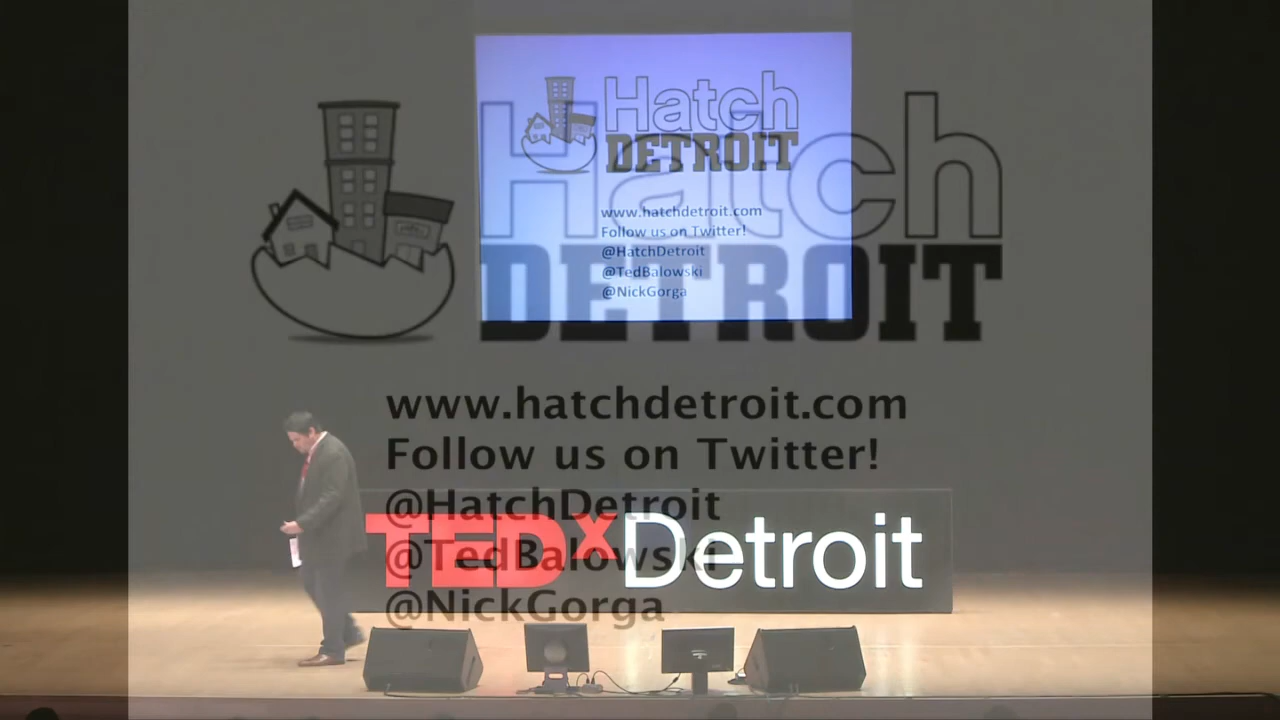 Hatch
DETROIT
www.hatchdetroit.com
Follow us on Twitter!
@HatchDetroit
@TedBalowski
@NickGorga
Hatch
DETROIT
www.hatchdetroit.com
Follow us on Twitter!
@HatchDetroit
@TedBalowski
@NickGorga
TEDxDetroit